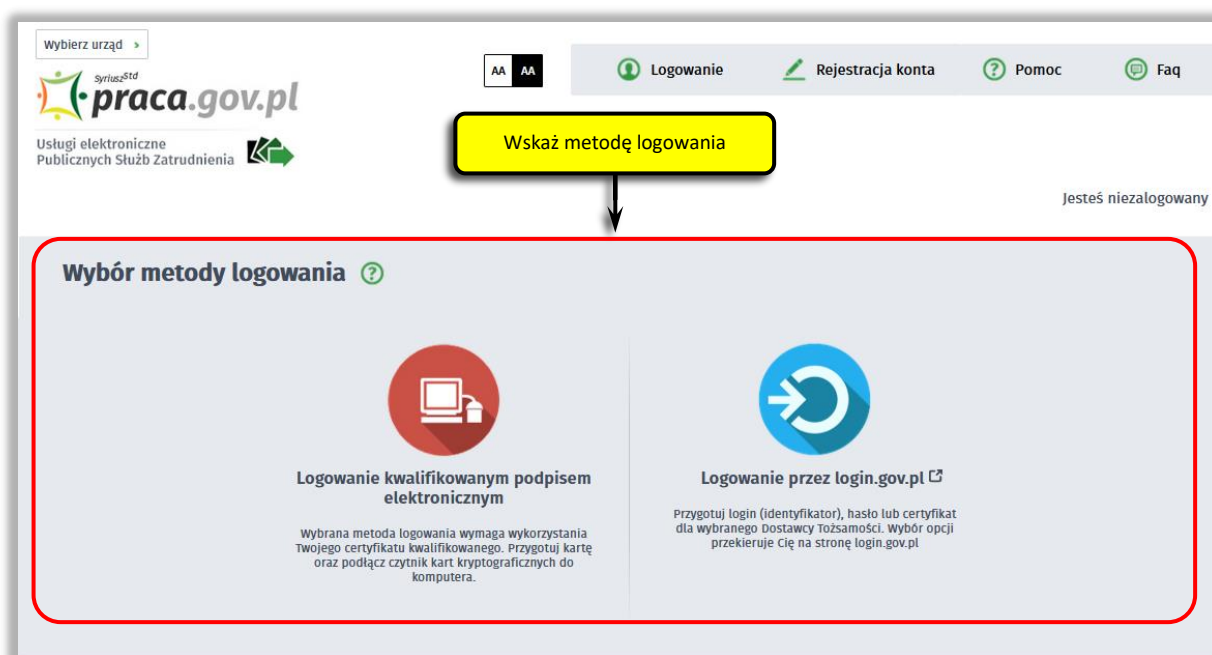 Wybierz urząd
AA AA
Logowanie
Rejestracja konta
Pomoc
Faq
Syriusz Std
praca.gov.pl
Usługi elektroniczne
Publicznych Służb Zatrudnienia
Wskaż metodę logowania
Jesteś niezalogowany
Wybór metody logowania ?
Logowanie kwalifikowanym podpisem
elektronicznym
Wybrana metoda logowania wymaga wykorzystania
Twojego certyfikatu kwalifikowanego. Przygotuj kartę
oraz podłącz czytnik kart kryptograficznych do
komputera.
Logowanie przez login.gov.pl
Przygotuj login (identyfikator), hasło lub certyfikat
dla wybranego Dostawcy Tożsamości. Wybór opcji
przekieruje Cię na stronę login.gov.pl